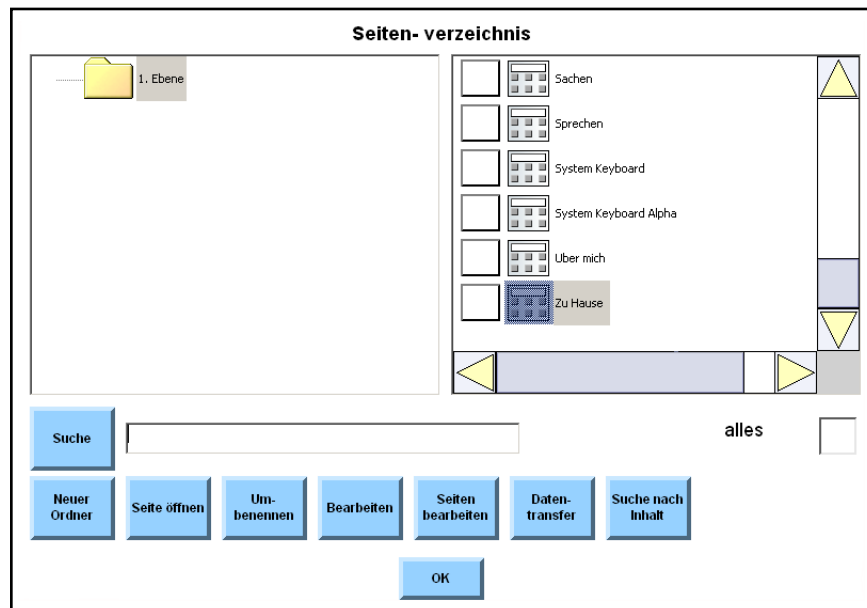 Seiten- verzeichnis
1. Ebene
Sachen
Sprechen
System Keyboard
System Keyboard Alpha
Uber mich
Zu Hause
Suche
alles
Neuer
Ordner
Seite öffnen
Um-
benennen
Bearbeiten
Seiten
bearbeiten
Daten-
transfer
Suche nach
Inhalt
OK